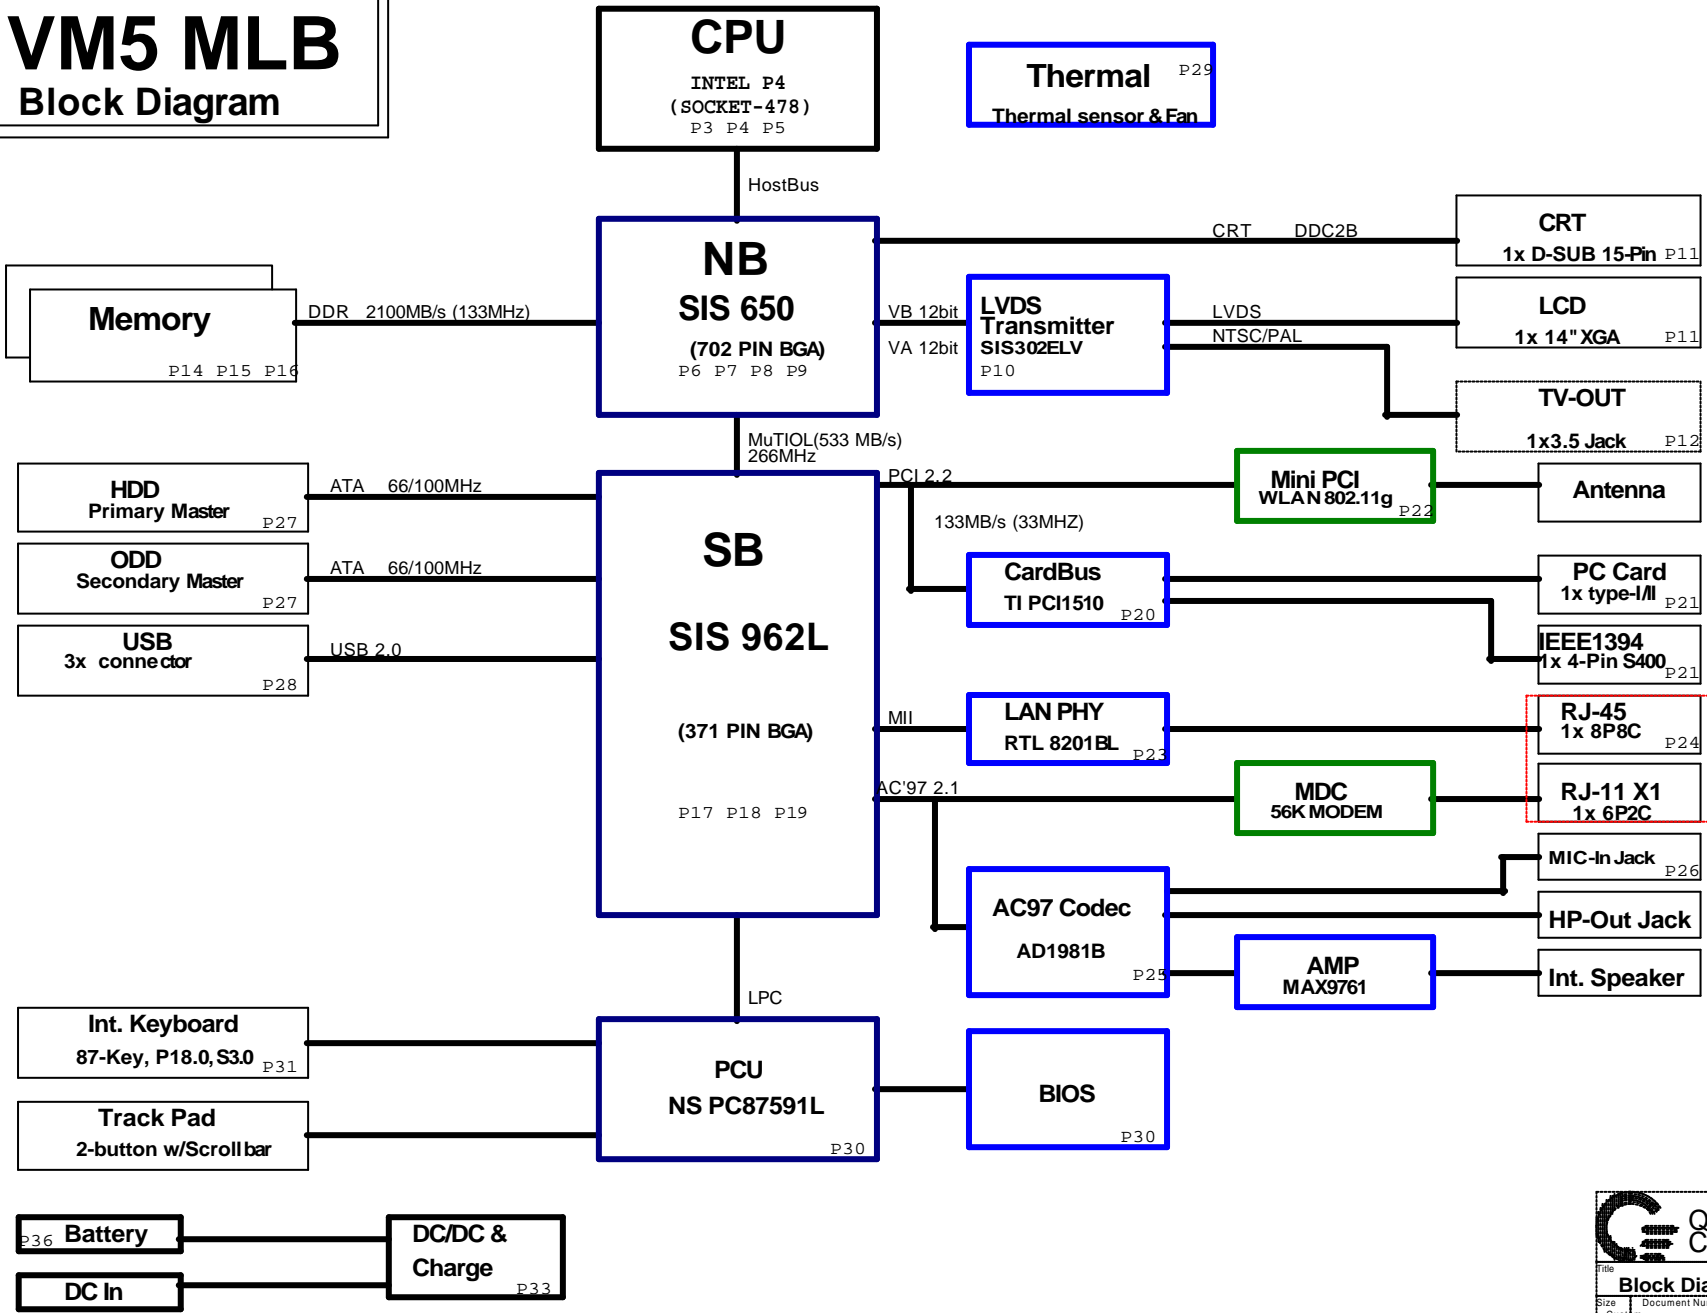 VM5 MLB
Block Diagram
CPU
INTEL P4
(SOCKET-478)
P3 P4 P5
Thermal P29
Thermal sensor & Fan
HostBus
NB
SIS 650
(702 PIN BGA)
P6 P7 P8 P9
CRT DDC2B
CRT
1x D-SUB 15-Pin P11
Memory
P14 P15 P16
DDR 2100MB/s (133MHz)
VB 12bit
VA 12bit
LVDS
Transmitter
SIS302ELV
P10
LVDS
NTSC/PAL
LCD
1x 14" XGA P11
TV-OUT
1x3.5 Jack P12
MuTIOL(533 MB/s)
266MHz
HDD
Primary Master
P27
ATA 66/100MHz
ODD
Secondary Master
P27
ATA 66/100MHz
USB
3x connector
P28
USB 2.0
SB
SIS 962L
(371 PIN BGA)
P17 P18 P19
PCI 2.2
133MB/s (33MHZ)
Mini PCI
WLAN 802.11g
P22
Antenna
CardBus
TI PCI1510
P20
PC Card
1x type-I/II
P21
IEEE1394
1x 4-Pin S400
P21
MII
LAN PHY
RTL 8201BL
P23
RJ-45
1x 8P8C
P24
AC'97 2.1
MDC
56K MODEM
RJ-11 X1
1x 6P2C
MIC-In Jack
P26
AC97 Codec
AD1981B
P25
HP-Out Jack
AMP
MAX9761
Int. Speaker
LPC
Int. Keyboard
87-Key, P18.0, S3.0
P31
Track Pad
2-button w/Scroll bar
PCU
NS PC87591L
P30
BIOS
P30
P36 Battery
DC In
DC/DC &
Charge
P33
Title
Size